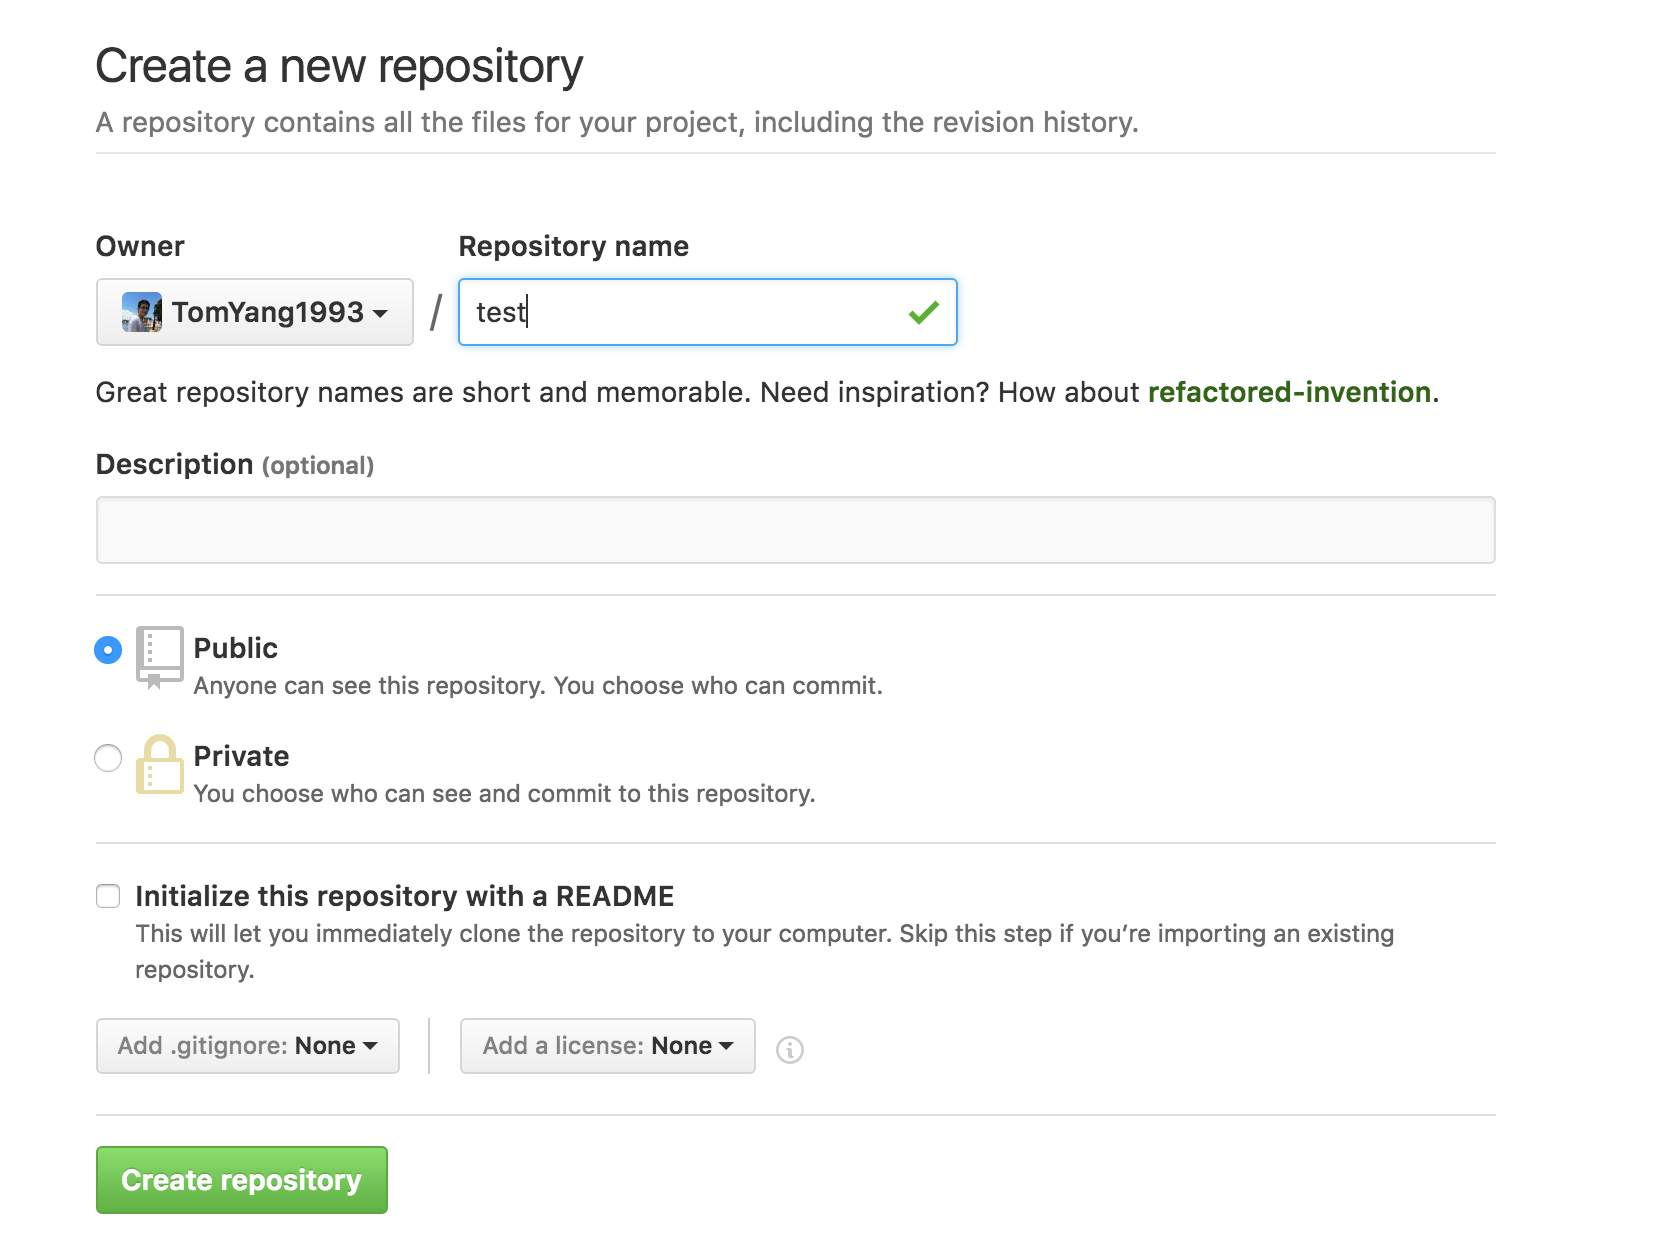 Create a new repository
A repository contains all the files for your project, including the revision history.
Owner
Repository name
TomYang1993 / test
Great repository names are short and memorable. Need inspiration? How about refactored-invention.
Description (optional)
Public
Anyone can see this repository. You choose who can commit.
Private
You choose who can see and commit to this repository.
Initialize this repository with a README
This will let you immediately clone the repository to your computer. Skip this step if you’re importing an existing
repository.
Add .gitignore: None
Add a license: None
Create repository